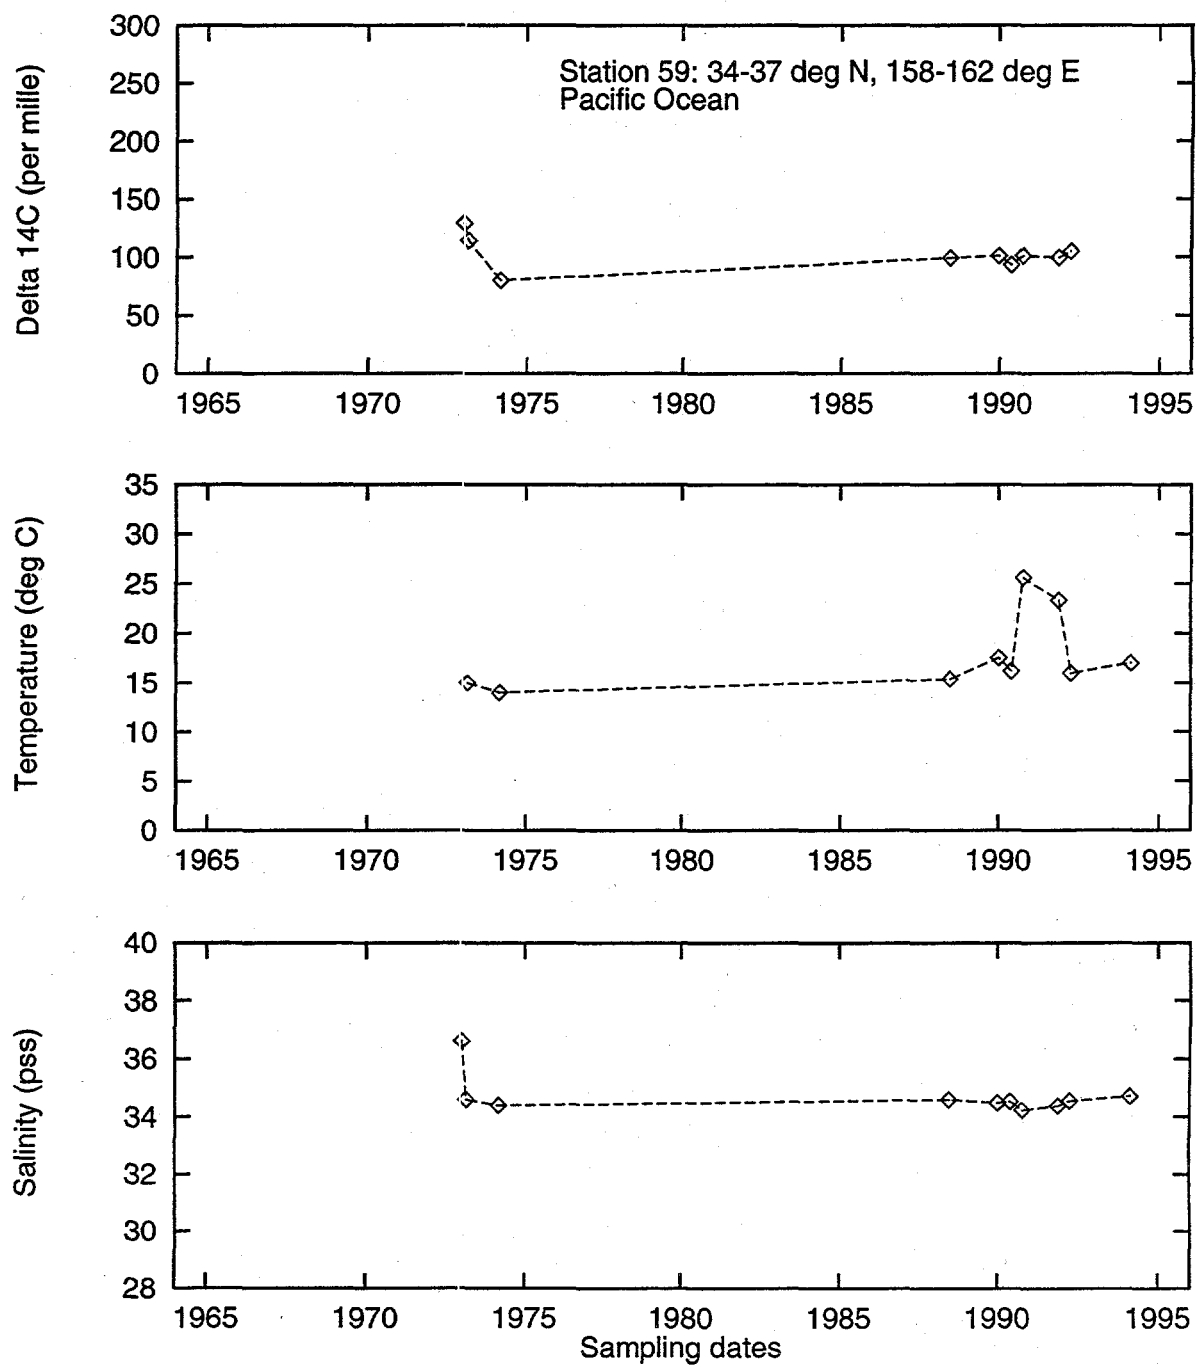 300
250
200
150
100
50
0
Delta 14C (per mille)
Station 59: 34-37 deg N, 158-162 deg E
Pacific Ocean
1965 1970 1975 1980 1985 1990 1995
35
30
25
20
15
10
5
0
Temperature (deg C)
1965 1970 1975 1980 1985 1990 1995
40
38
36
34
32
30
28
Salinity (pss)
1965 1970 1975 1980 1985 1990 1995
Sampling dates